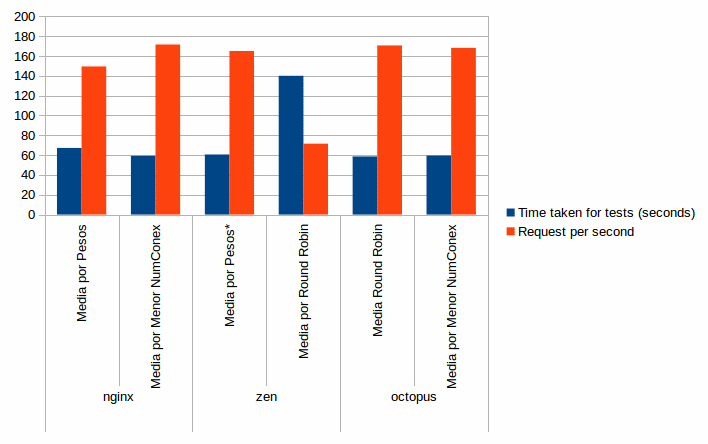 200
180
160
140
120
100
80
60
40
20
0
Media por Pesos
Media por Menor NumConex
Media por Pesos*
Media por Round Robin
Media Round Robin
Media por Menor NumConex
nginx
zen
octopus
Time taken for tests (seconds)
Request per second